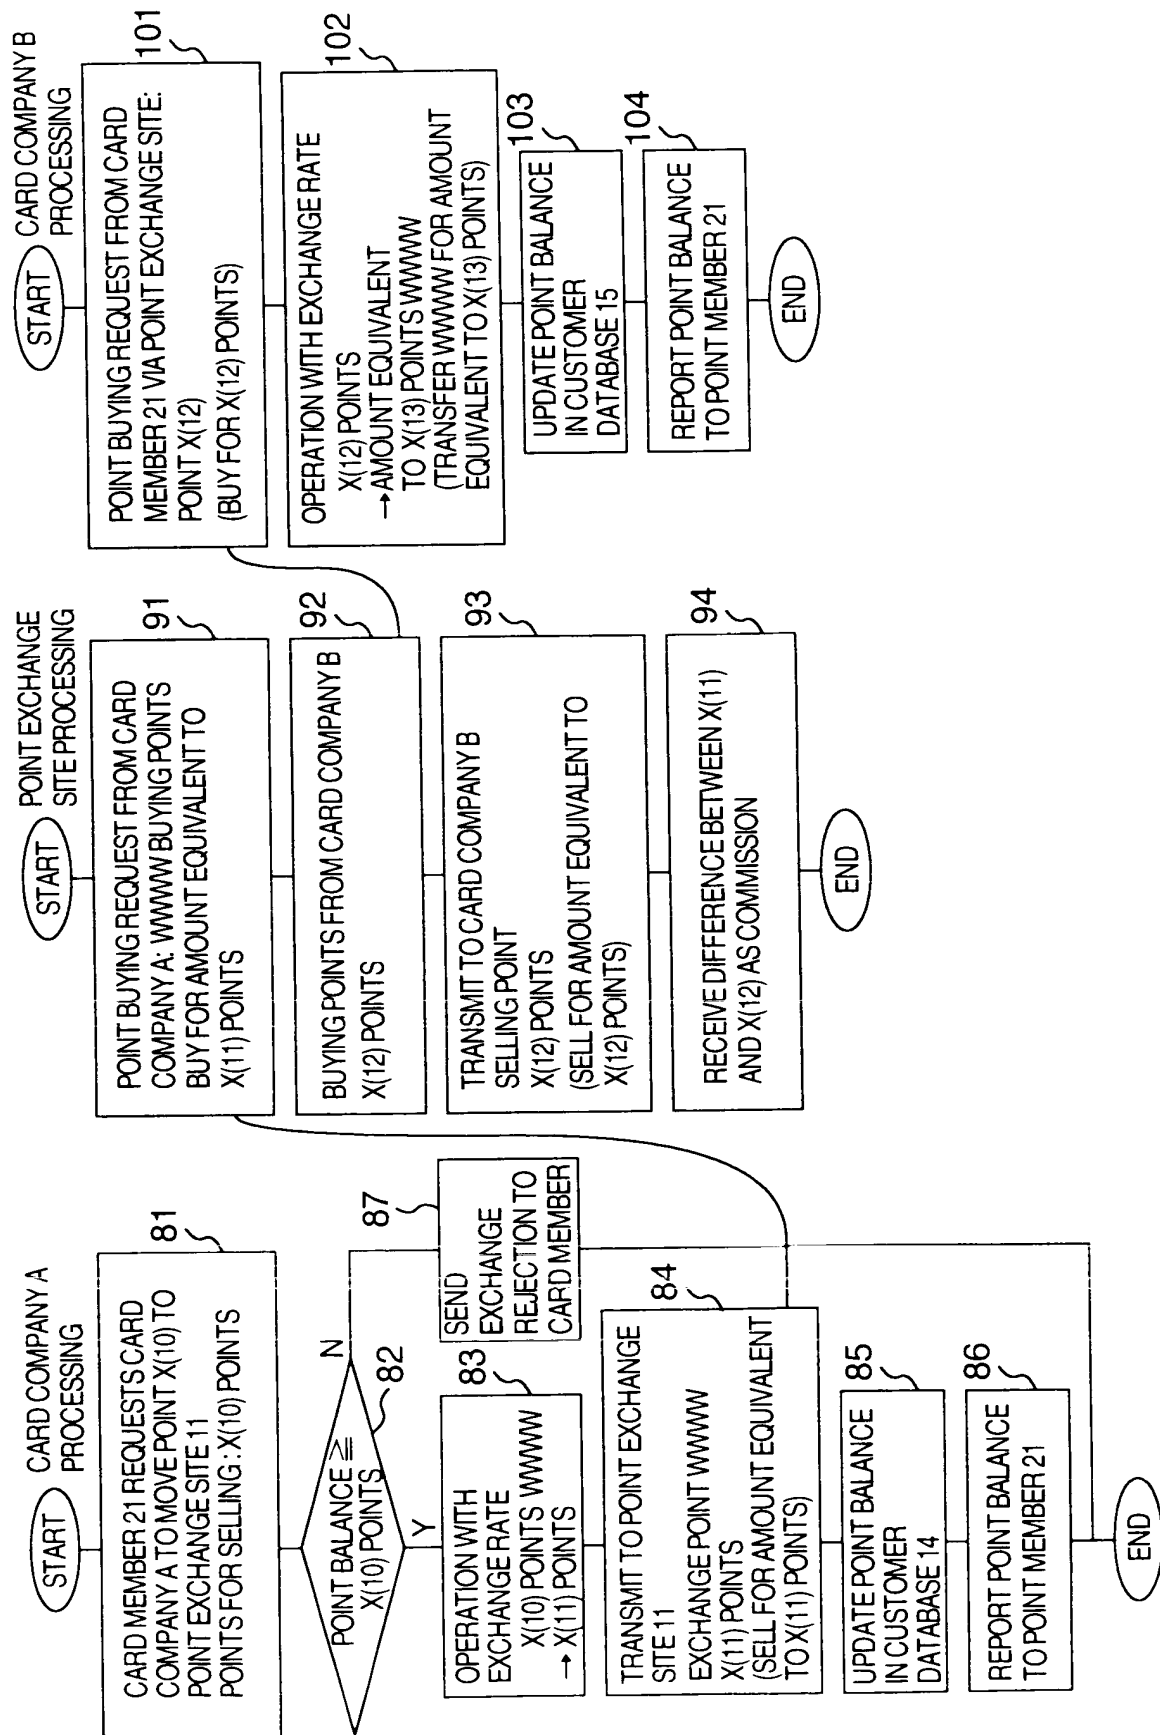 CARD COMPANY A
PROCESSING
START
81
CARD MEMBER 21 REQUESTS CARD
COMPANY A TO MOVE POINT X(10) TO
POINT EXCHANGE SITE 11
POINTS FOR SELLING : X(10) POINTS
82
POINT BALANCE ≧
X(10) POINTS
N
Y
87
SEND
EXCHANGE
REJECTION TO
CARD MEMBER
83
OPERATION WITH
EXCHANGE RATE
X(10) POINTS WWWW
→ X(11) POINTS
84
TRANSMIT TO POINT EXCHANGE
SITE 11
EXCHANGE POINT WWWW
X(11) POINTS
(SELL FOR AMOUNT EQUIVALENT
TO X(11) POINTS)
85
UPDATE POINT BALANCE
IN CUSTOMER
DATABASE 14
86
REPORT POINT BALANCE
TO POINT MEMBER 21
END
POINT EXCHANGE
SITE PROCESSING
START
91
POINT BUYING REQUEST FROM CARD
COMPANY A: WWWW BUYING POINTS
BUY FOR AMOUNT EQUIVALENT TO
X(11) POINTS
92
BUYING POINTS FROM CARD COMPANY B
X(12) POINTS
93
TRANSMIT TO CARD COMPANY B
SELLING POINT
X(12) POINTS
(SELL FOR AMOUNT EQUIVALENT TO
X(12) POINTS)
94
RECEIVE DIFFERENCE BETWEEN X(11)
AND X(12) AS COMMISSION
END
CARD COMPANY B
PROCESSING
START
101
POINT BUYING REQUEST FROM CARD
MEMBER 21 VIA POINT EXCHANGE SITE:
POINT X(12)
(BUY FOR X(12) POINTS)
102
OPERATION WITH EXCHANGE RATE
X(12) POINTS
→ AMOUNT EQUIVALENT
TO X(13) POINTS WWWW
(TRANSFER WWWW FOR AMOUNT
EQUIVALENT TO X(13) POINTS)
103
UPDATE POINT BALANCE
IN CUSTOMER
DATABASE 15
104
REPORT POINT BALANCE
TO POINT MEMBER 21
END